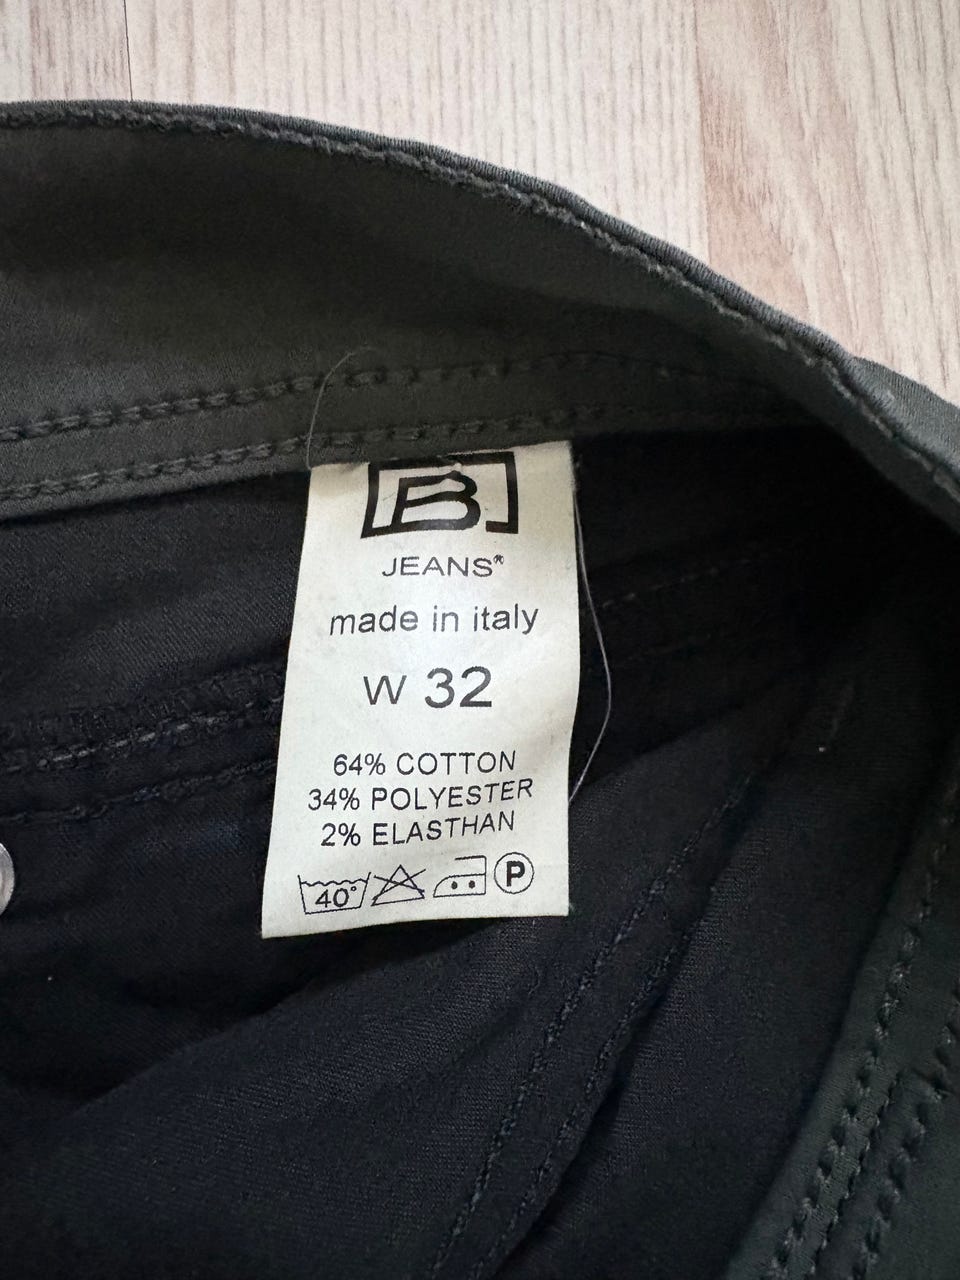 B.
JEANS*
made in italy
W 32
64% COTTON
34% POLYESTER
2% ELASTHAN
40° P